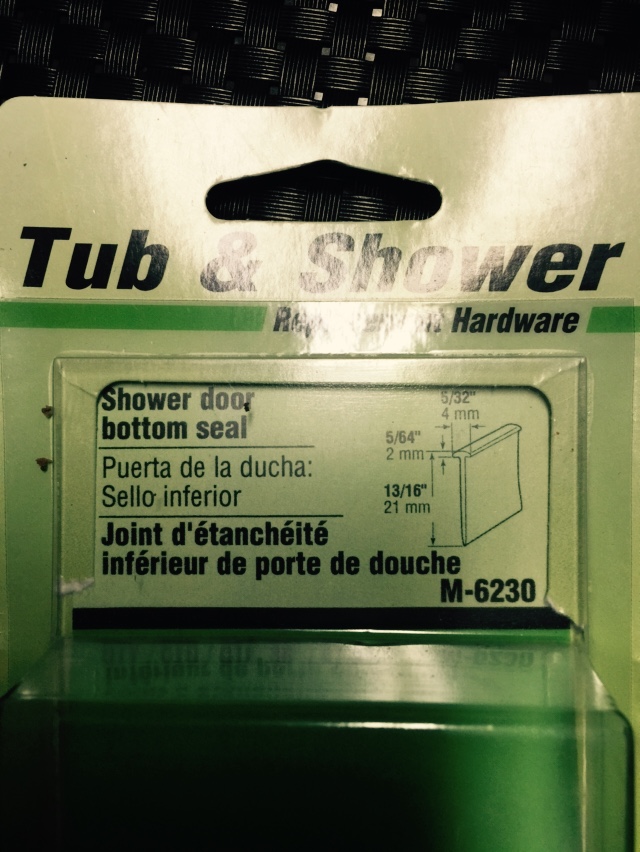 Tub & Shower
Replacement Hardware
Shower door
bottom seal
Puerta de la ducha:
Sello inferior
Joint d'étanchéité
inférieur de porte de douche
M-6230
5/32"
4 mm
5/64"
2 mm
13/16"
21 mm